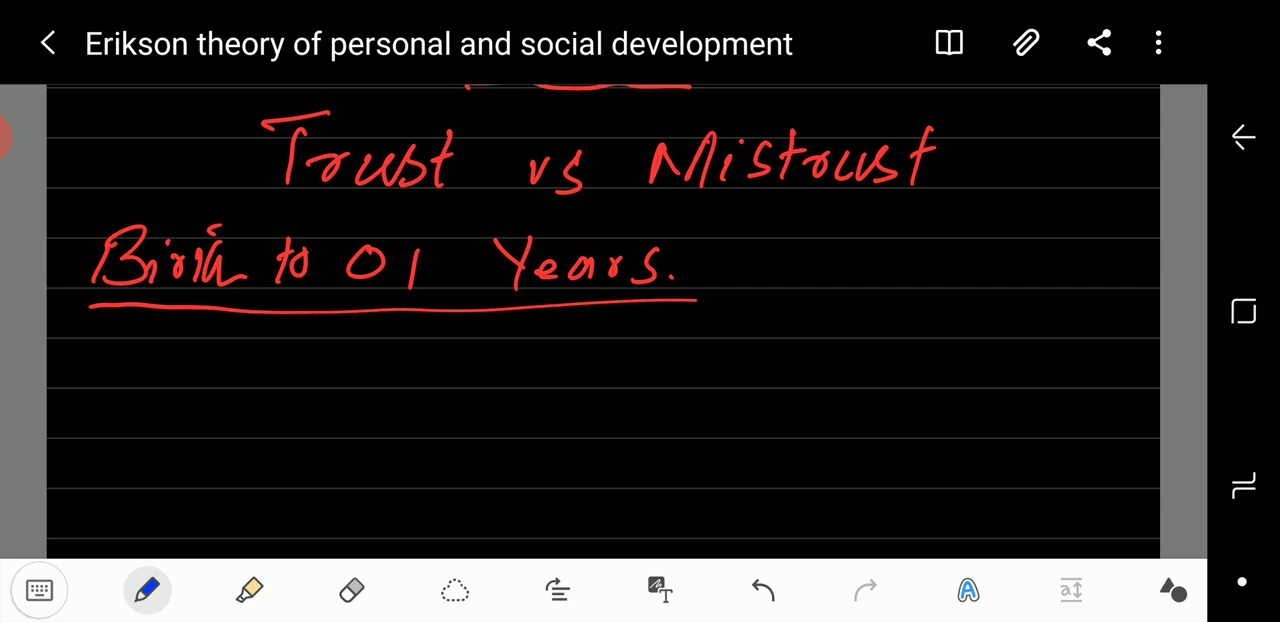 Erikson theory of personal and social development
Trust vs Mistrust
Birth to 01 Years.